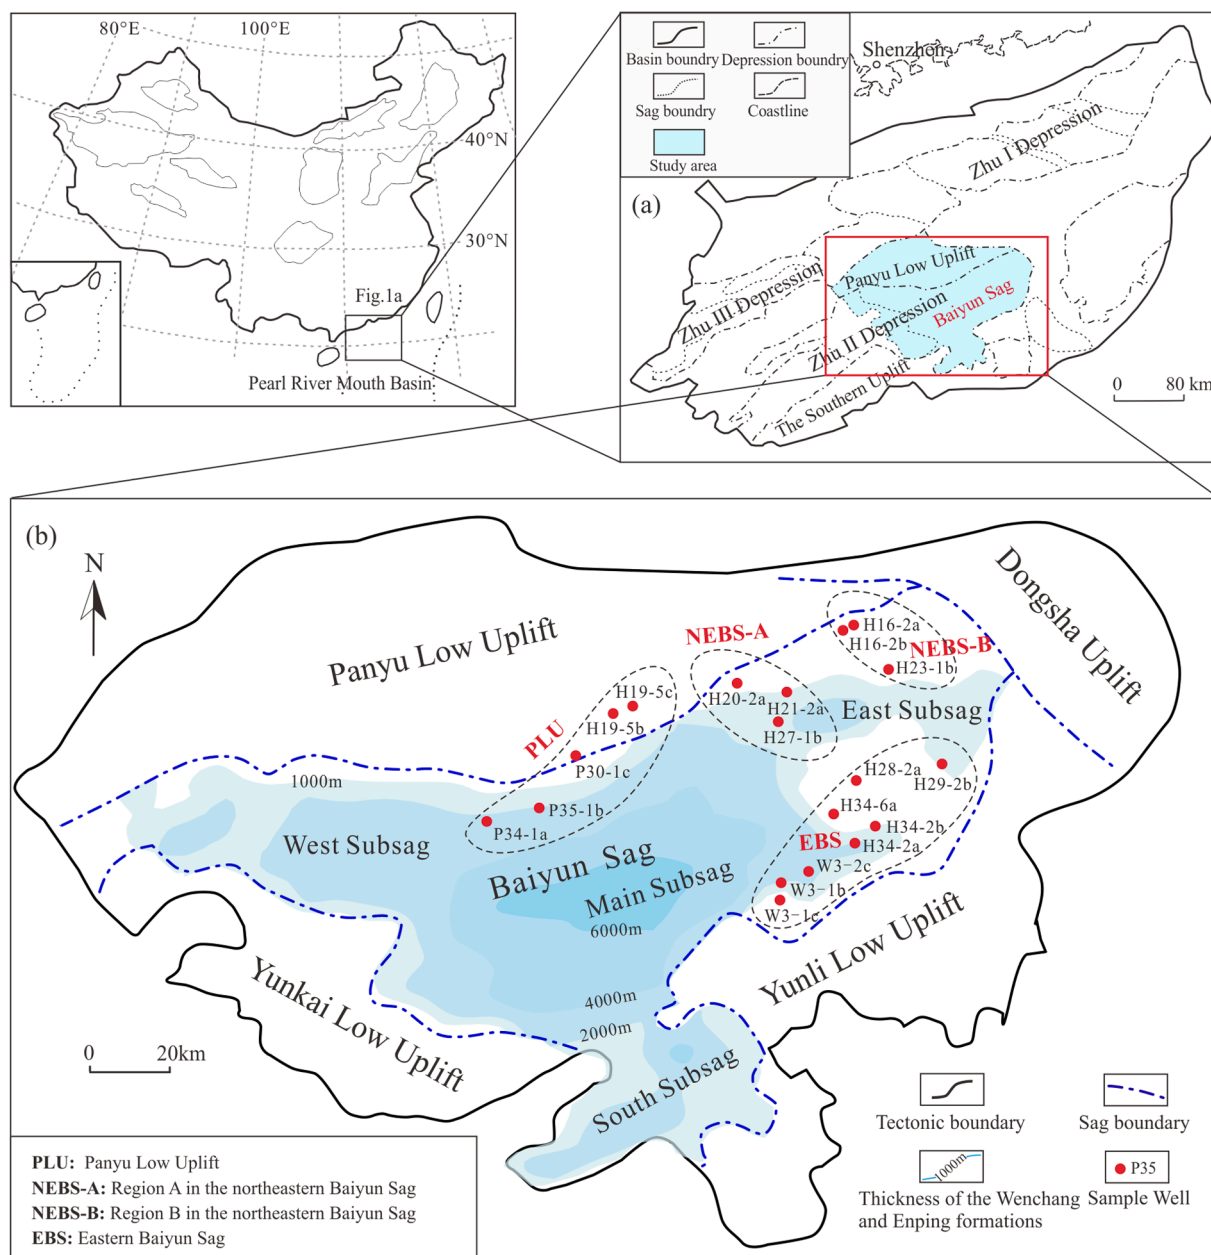 80°E
100°E
40°N
30°N
Fig.1a
Pearl River Mouth Basin
Basin boundry
Depression boundry
Sag boundry
Coastline
Study area
Shenzhen
(a)
Zhu I Depression
Panyu Low Uplift
Baiyun Sag
Zhu III Depression
Zhu II Depression
The Southern Uplift
0 80 km
(b)
N
Panyu Low Uplift
Dongsha Uplift
NEBS-A
NEBS-B
H16-2a
H16-2b
H23-1b
H19-5c
H19-5b
H20-2a
H21-2a
H27-1b
East Subsag
PLU
P30-1c
1000m
H28-2a
H29-2b
P35-1b
P34-1a
H34-6a
H34-2b
H34-2a
EBS
West Subsag
Baiyun Sag
Main Subsag
6000m
W3-2c
W3-1b
W3-1c
Yunli Low Uplift
Yunkai Low Uplift
4000m
2000m
South Subsag
0 20km
Tectonic boundary
Sag boundary
1000m
P35
Thickness of the Wenchang
and Enping formations
Sample Well
PLU: Panyu Low Uplift
NEBS-A: Region A in the northeastern Baiyun Sag
NEBS-B: Region B in the northeastern Baiyun Sag
EBS: Eastern Baiyun Sag